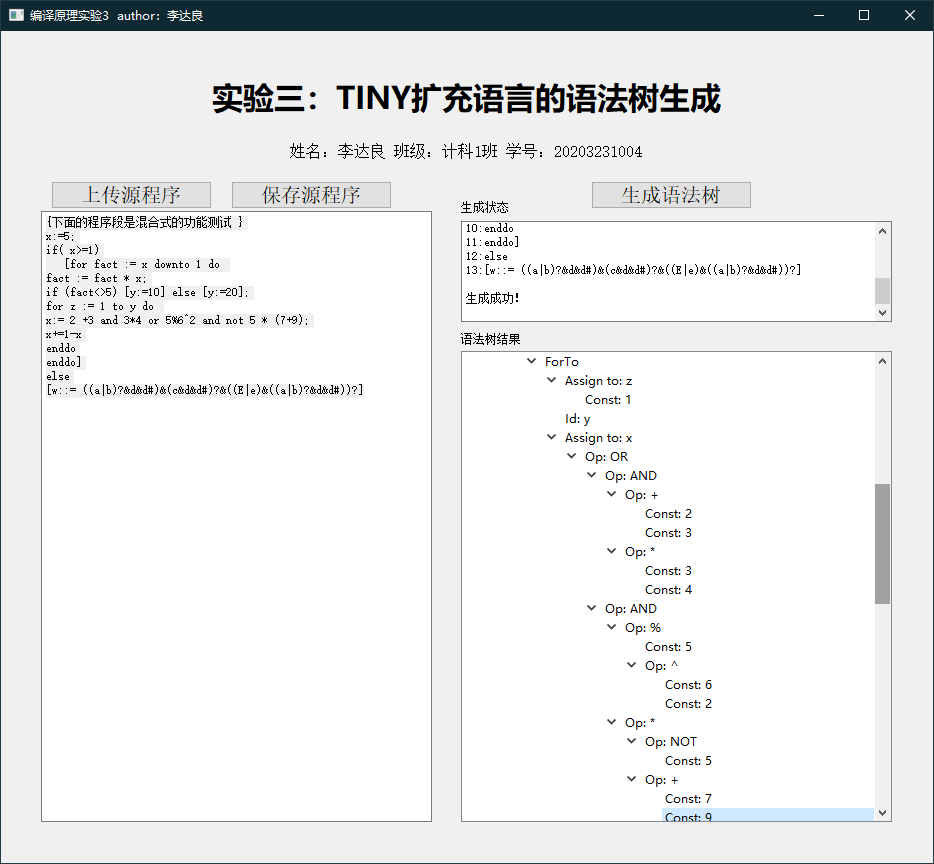 编译原理实验3 author：李达良
实验三：TINY扩充语言的语法树生成
姓名：李达良 班级：计科1班 学号：20203231004
上传源程序
保存源程序
生成语法树
{下面的程序段是混合式的功能测试 }
x:=5;
if( x>=1)
[for fact := x downto 1 do
fact := fact * x;
if (fact<>5) [y:=10] else [y:=20];
for z := 1 to y do
x:= 2 +3 and 3*4 or 5%6^2 and not 5 * (7+9);
x+=1-x
enddo
enddo]
else
[w::= ((a|b)?&d&d#)&(c&d&d#)?&((E|e)&((a|b)?&d&d#))?]
生成状态
10:enddo
11:enddo]
12:else
13:[w::= ((a|b)?&d&d#)&(c&d&d#)?&((E|e)&((a|b)?&d&d#))?]
生成成功!
语法树结果
ForTo
Assign to: z
Const: 1
Id: y
Assign to: x
Op: OR
Op: AND
Op: +
Const: 2
Const: 3
Op: *
Const: 3
Const: 4
Op: AND
Op: %
Const: 5
Op: ^
Const: 6
Const: 2
Op: *
Op: NOT
Const: 5
Op: +
Const: 7
Const: 9